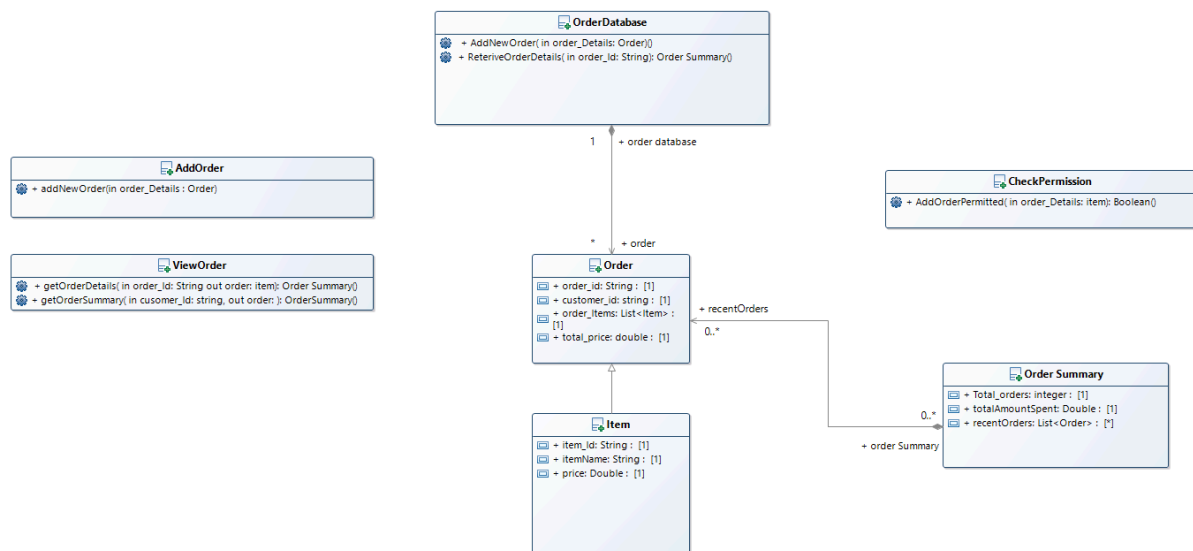 OrderDatabase
+ AddNewOrder( in order_Details: Order)()
+ ReteriveOrderDetails( in order_Id: String): Order Summary()
1
+ order database
AddOrder
+ addNewOrder(in order_Details : Order)
CheckPermission
+ AddOrderPermitted( in order_Details: item): Boolean()
ViewOrder
+ getOrderDetails( in order_Id: String out order: item): Order Summary()
+ getOrderSummary( in cusomer_Id: string, out order: ): OrderSummary()
*
+ order
Order
+ order_id: String : [1]
+ customer_id: string : [1]
+ order_Items: List<Item> :
[1]
+ total_price: double : [1]
+ recentOrders
0..*
Order Summary
+ Total_orders: integer : [1]
+ totalAmountSpent: Double : [1]
+ recentOrders: List<Order> : [*]
0..*
+ order Summary
Item
+ item_Id: String : [1]
+ itemName: String : [1]
+ price: Double : [1]